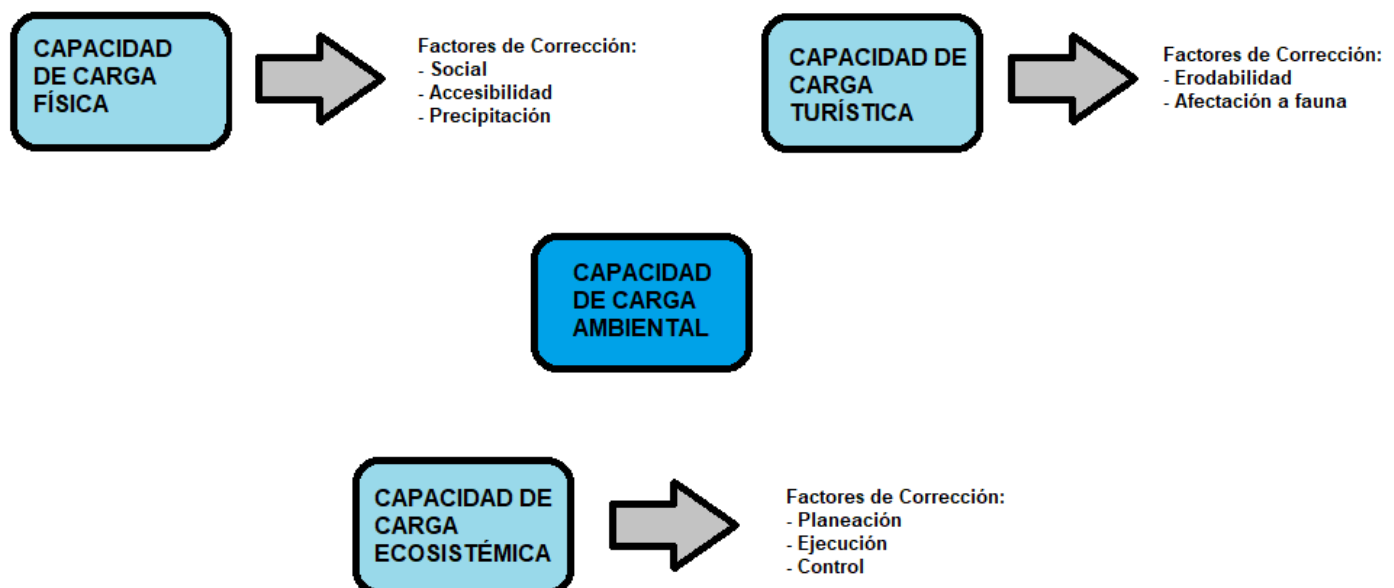 CAPACIDAD
DE CARGA
FÍSICA
Factores de Corrección:
- Social
- Accesibilidad
- Precipitación
CAPACIDAD DE
CARGA
TURÍSTICA
Factores de Corrección:
- Erodabilidad
- Afectación a fauna
CAPACIDAD
DE CARGA
AMBIENTAL
CAPACIDAD DE
CARGA
ECOSISTÉMICA
Factores de Corrección:
- Planeación
- Ejecución
- Control